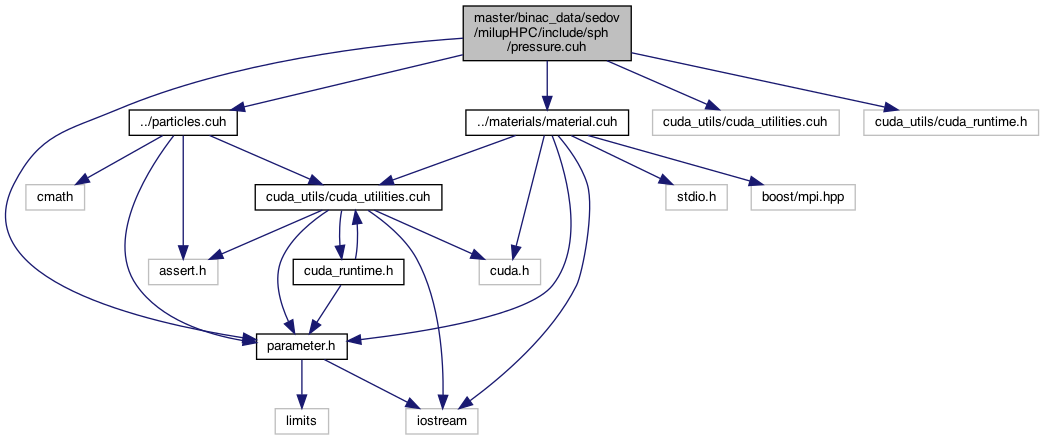 master/binac_data/sedov
/milupHPC/include/sph
/pressure.cuh
../particles.cuh
../materials/material.cuh
cuda_utils/cuda_utilities.cuh
cuda_utils/cuda_runtime.h
cmath
cuda_utils/cuda_utilities.cuh
stdio.h
boost/mpi.hpp
assert.h
cuda_runtime.h
cuda.h
parameter.h
limits
iostream